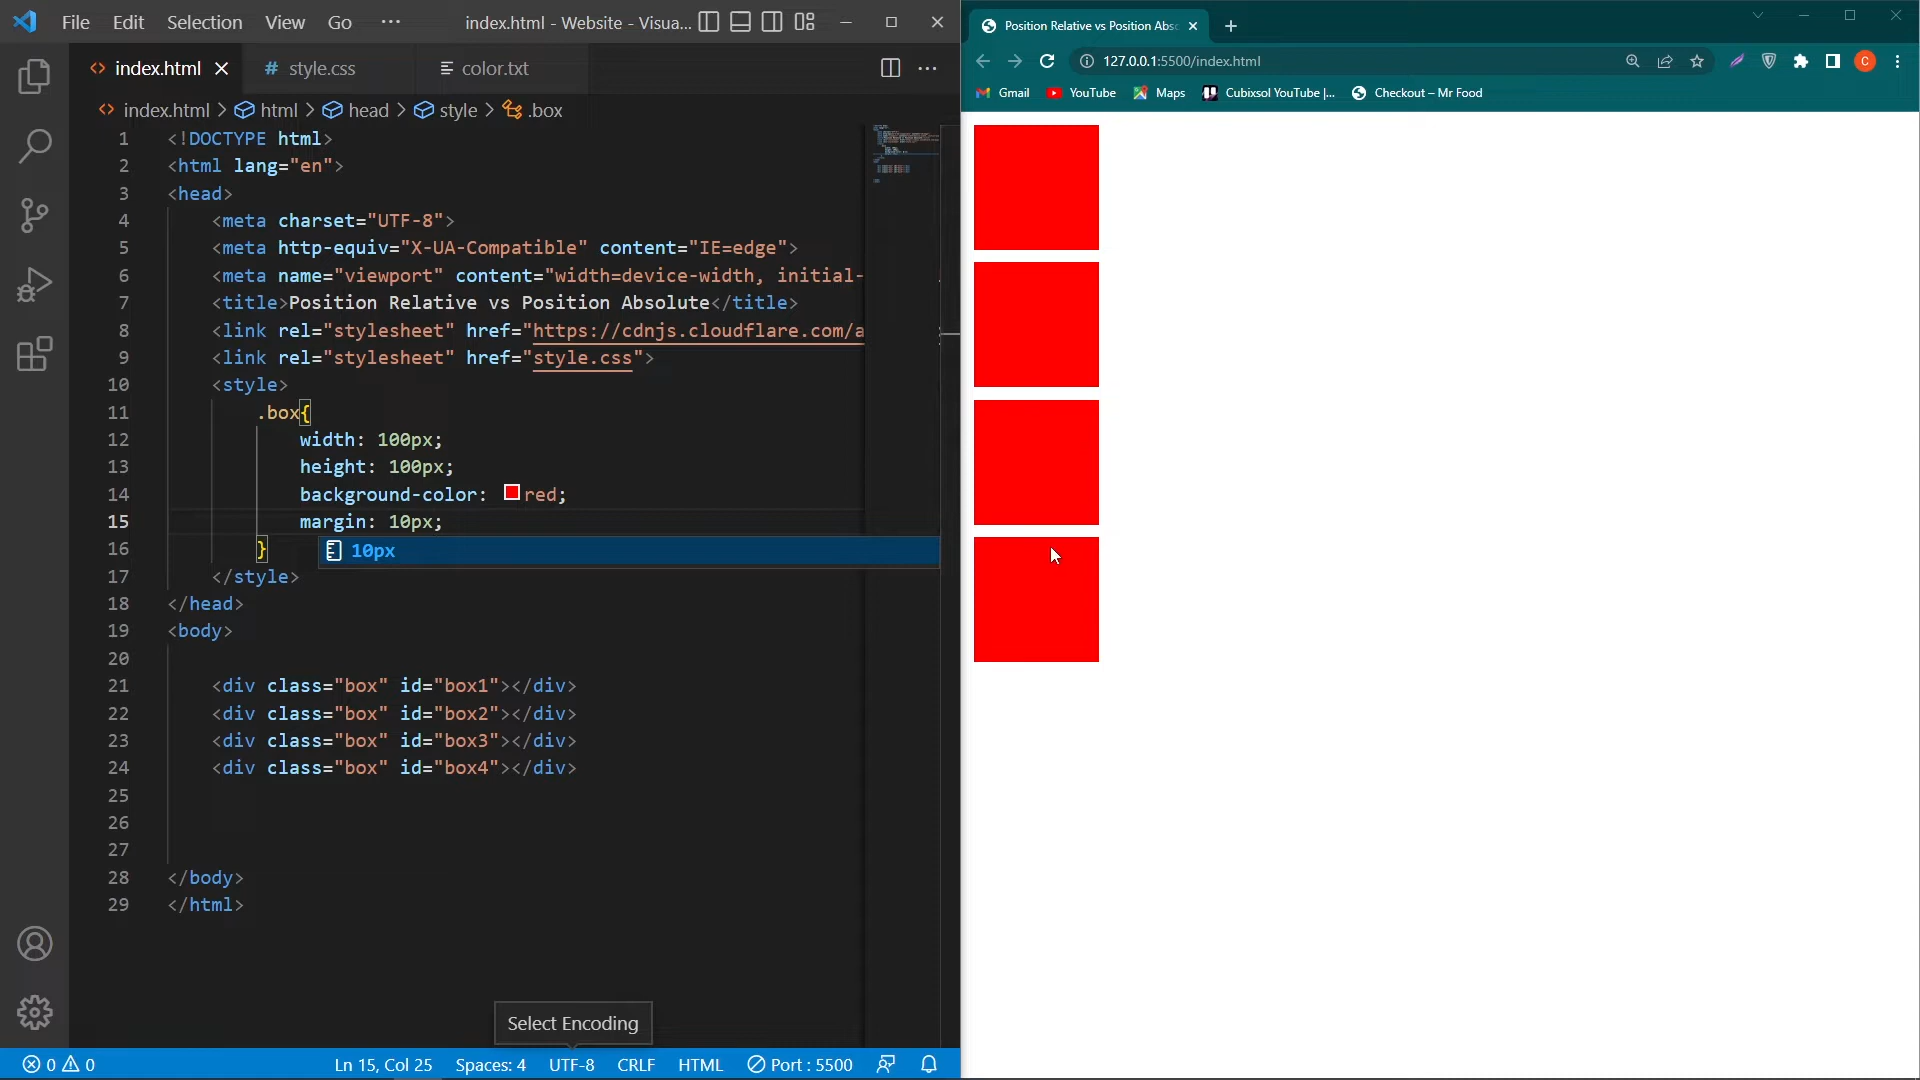 File Edit Selection View Go ··· index.html - Website - Visua...
index.html style.css color.txt
index.html > html > head > style > .box
1 <!DOCTYPE html>
2 <html lang="en">
3 <head>
4 <meta charset="UTF-8">
5 <meta http-equiv="X-UA-Compatible" content="IE=edge">
6 <meta name="viewport" content="width=device-width, initial-
7 <title>Position Relative vs Position Absolute</title>
8 <link rel="stylesheet" href="https://cdnjs.cloudflare.com/a
9 <link rel="stylesheet" href="style.css">
10 <style>
11 .box{
12 width: 100px;
13 height: 100px;
14 background-color: red;
15 margin: 10px;
16 }
10px
17 </style>
18 </head>
19 <body>
20
21 <div class="box" id="box1"></div>
22 <div class="box" id="box2"></div>
23 <div class="box" id="box3"></div>
24 <div class="box" id="box4"></div>
25
26
27
28 </body>
29 </html>
Select Encoding
0 0 Ln 15, Col 25 Spaces: 4 UTF-8 CRLF HTML Port : 5500
Position Relative vs Position Abs
127.0.0.1:5500/index.html C
Gmail YouTube Maps Cubixsol YouTube |... Checkout – Mr Food